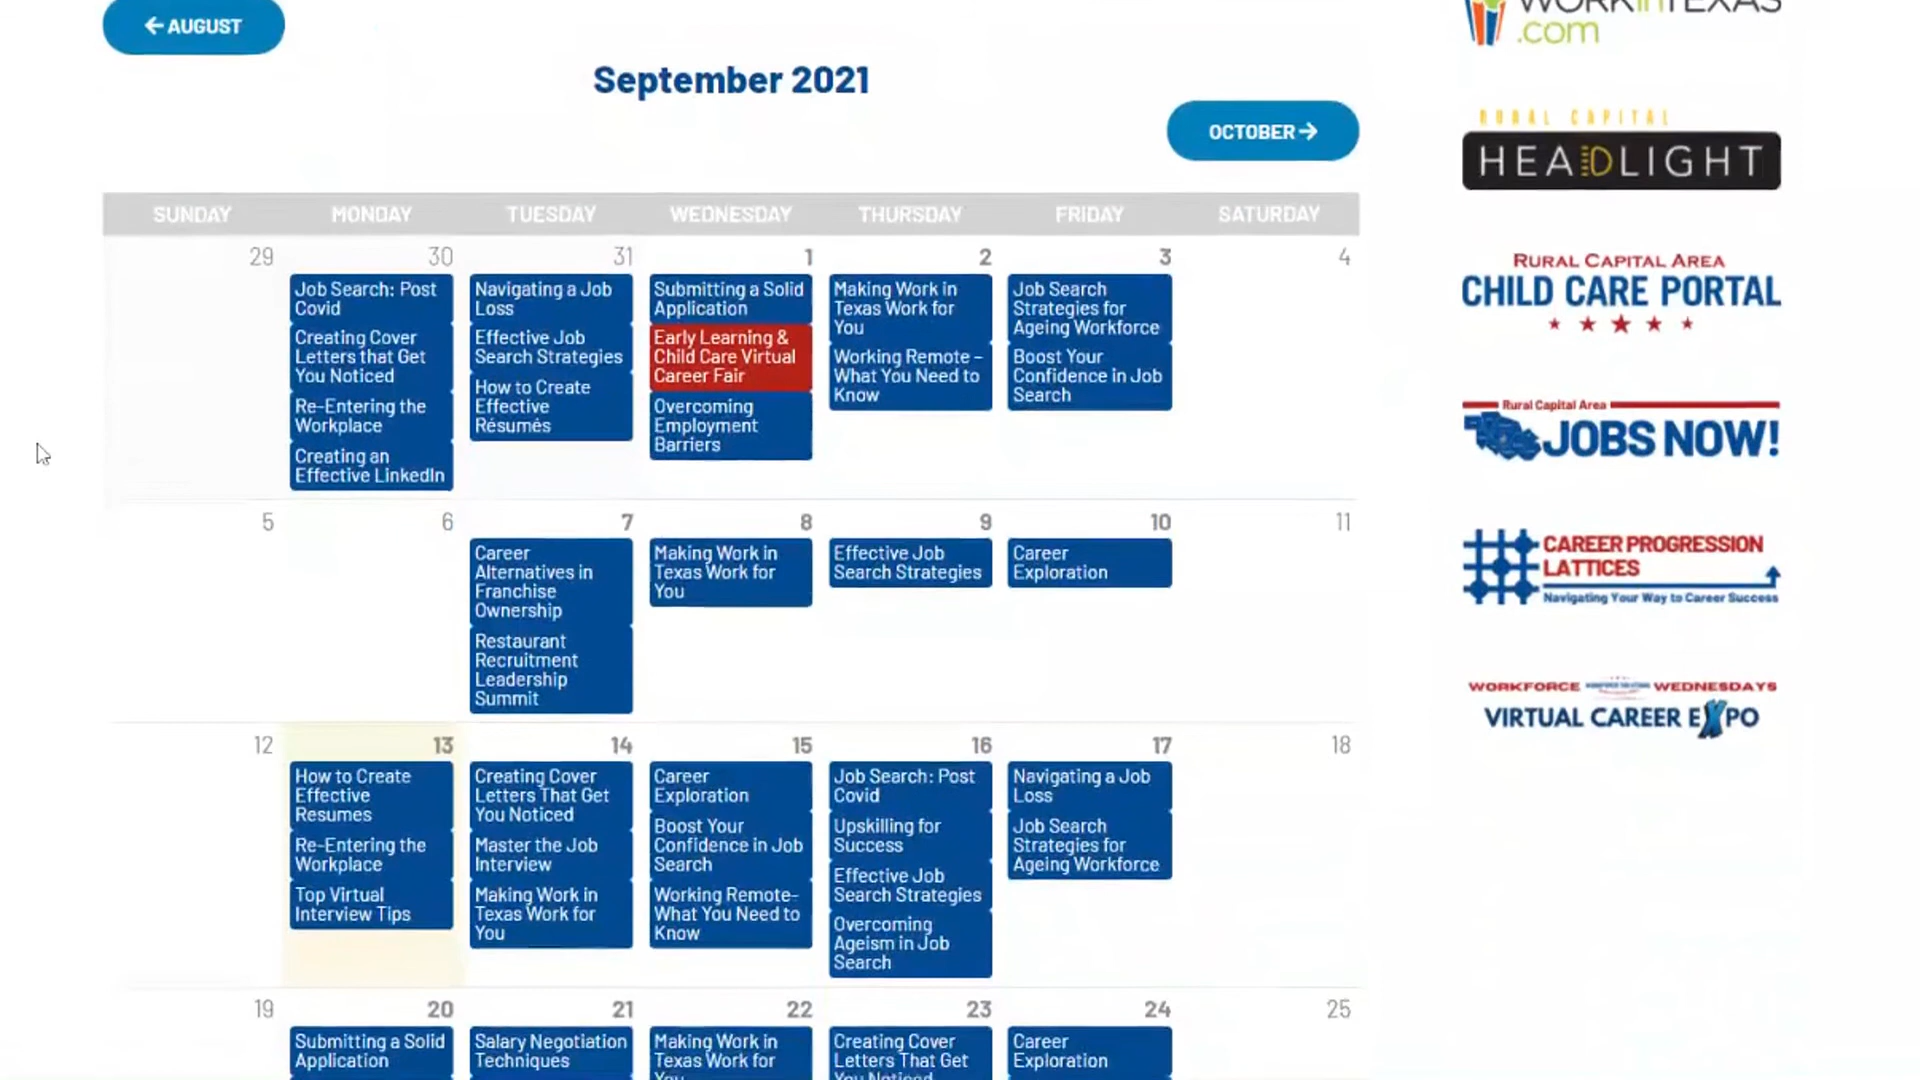 ← AUGUST
September 2021
OCTOBER →
SUNDAY MONDAY TUESDAY WEDNESDAY THURSDAY FRIDAY SATURDAY
29 30 31 1 2 3 4
Job Search: Post
Covid
Creating Cover
Letters that Get
You Noticed
Re-Entering the
Workplace
Creating an
Effective LinkedIn
Navigating a Job
Loss
Effective Job
Search Strategies
How to Create
Effective
Résumés
Submitting a Solid
Application
Early Learning &
Child Care Virtual
Career Fair
Overcoming
Employment
Barriers
Making Work in
Texas Work for
You
Working Remote –
What You Need to
Know
Job Search
Strategies for
Ageing Workforce
Boost Your
Confidence in Job
Search
5 6 7 8 9 10 11
Career
Alternatives in
Franchise
Ownership
Restaurant
Recruitment
Leadership
Summit
Making Work in
Texas Work for
You
Effective Job
Search Strategies
Career
Exploration
12 13 14 15 16 17 18
How to Create
Effective
Resumes
Re-Entering the
Workplace
Top Virtual
Interview Tips
Creating Cover
Letters That Get
You Noticed
Master the Job
Interview
Making Work in
Texas Work for
You
Career
Exploration
Boost Your
Confidence in Job
Search
Working Remote-
What You Need to
Know
Job Search: Post
Covid
Upskilling for
Success
Effective Job
Search Strategies
Overcoming
Ageism in Job
Search
Navigating a Job
Loss
Job Search
Strategies for
Ageing Workforce
19 20 21 22 23 24 25
Submitting a Solid
Application
Salary Negotiation
Techniques
Making Work in
Texas Work for
You
Creating Cover
Letters That Get
You Noticed
Career
Exploration
WORKinTEXAS
.com
RURAL CAPITAL
HEADLIGHT
RURAL CAPITAL AREA
CHILD CARE PORTAL
Rural Capital Area
JOBS NOW!
CAREER PROGRESSION
LATTICES
Navigating Your Way to Career Success
WORKFORCE WEDNESDAYS
VIRTUAL CAREER EXPO